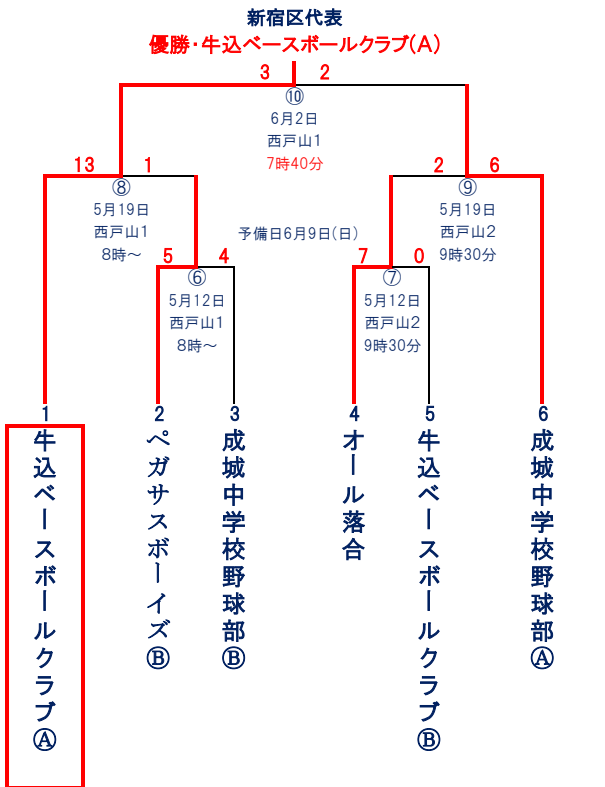 新宿区代表
優勝・牛込ベースボールクラブ(A)
3 2
⑩
6月2日
西戸山1
7時40分
13 1
⑧
5月19日
西戸山1
8時～
2 6
⑨
5月19日
西戸山2
9時30分
予備日6月9日(日)
5 4
⑥
5月12日
西戸山1
8時～
7 0
⑦
5月12日
西戸山2
9時30分
1
牛込ベースボールクラブⒶ
2
ペガサスボーイズⒷ
3
成城中学校野球部Ⓑ
4
オール落合
5
牛込ベースボールクラブⒷ
6
成城中学校野球部Ⓐ